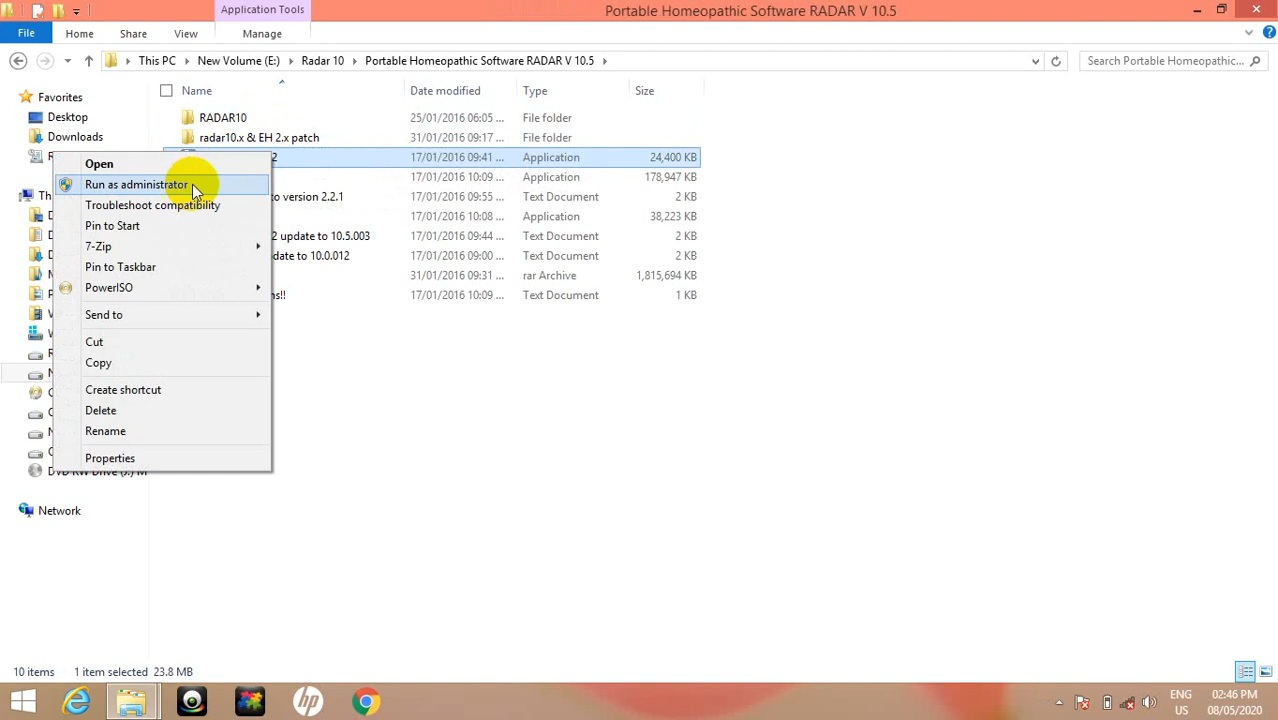 Application Tools
Portable Homeopathic Software RADAR V 10.5
File
Home
Share
View
Manage
This PC
New Volume (E:)
Radar 10
Portable Homeopathic Software RADAR V 10.5
Search Portable Homeopathic...
Name
Date modified
Type
Size
Favorites
Desktop
Downloads
RADAR10
25/01/2016 06:05 ...
File folder
radar10.x & EH 2.x patch
31/01/2016 09:17 ...
File folder
2
17/01/2016 09:41 ...
Application
24,400 KB
17/01/2016 10:09 ...
Application
178,947 KB
to version 2.2.1
17/01/2016 09:55 ...
Text Document
2 KB
17/01/2016 10:08 ...
Application
38,223 KB
2 update to 10.5.003
17/01/2016 09:44 ...
Text Document
2 KB
date to 10.0.012
17/01/2016 09:00 ...
Text Document
2 KB
31/01/2016 09:31 ...
rar Archive
1,815,694 KB
ns!!
17/01/2016 10:09 ...
Text Document
1 KB
Open
Run as administrator
Troubleshoot compatibility
Pin to Start
7-Zip
Pin to Taskbar
PowerISO
Send to
Cut
Copy
Create shortcut
Delete
Rename
Properties
Th
DVD RW Drive (J:) M
Network
10 items
1 item selected 23.8 MB
hp
ENG
US
02:46 PM
08/05/2020